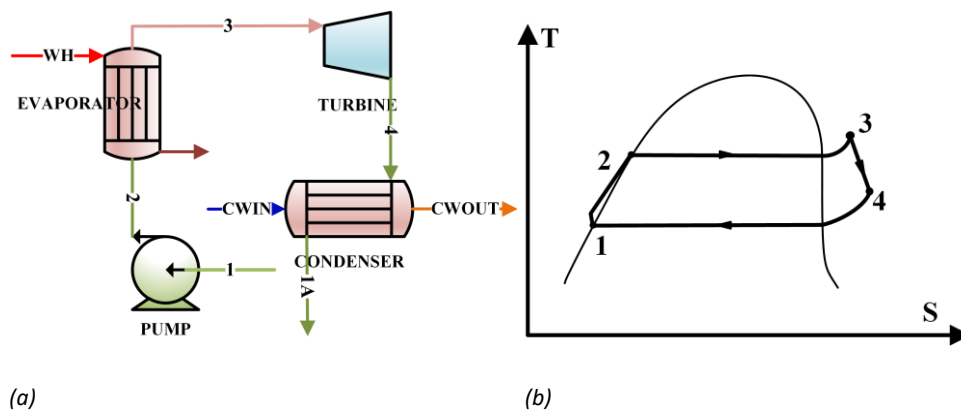 3
WH
EVAPORATOR
TURBINE
4
2
CWIN
CWOUT
CONDENSER
1
1A
PUMP
T
3
2
4
1
S
(a)
(b)